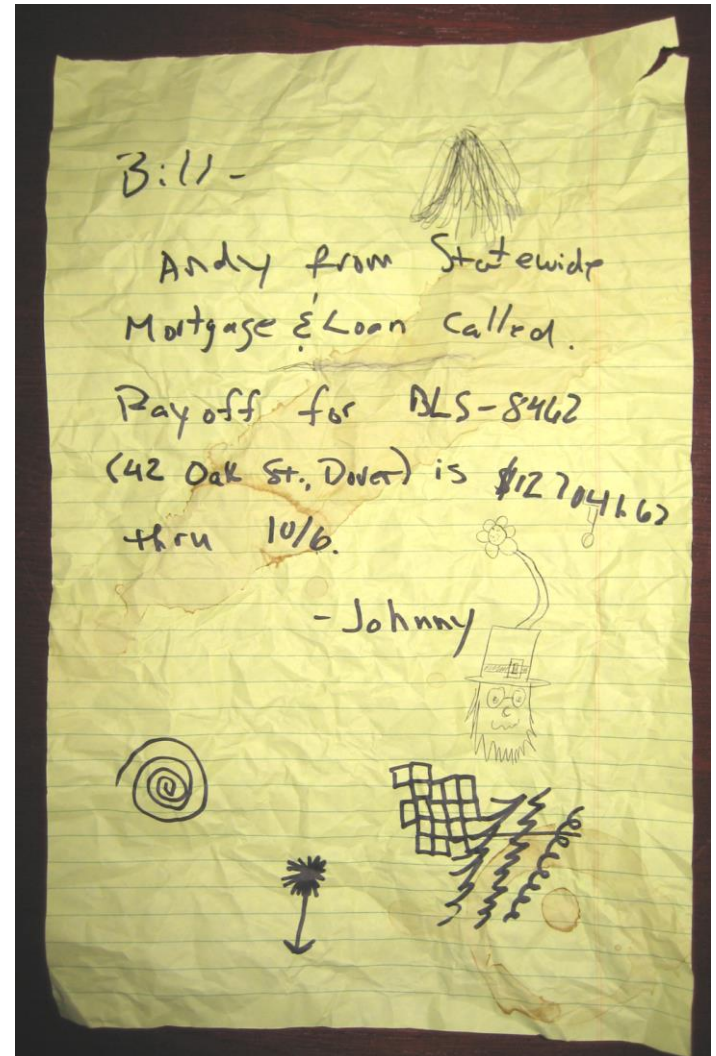 Bill-
Andy from Statewide
Mortgage & Loan Called.
Payoff for BLS-8462
(42 Oak St., Dover) is $127041.62
thru 10/6.
-Johnny